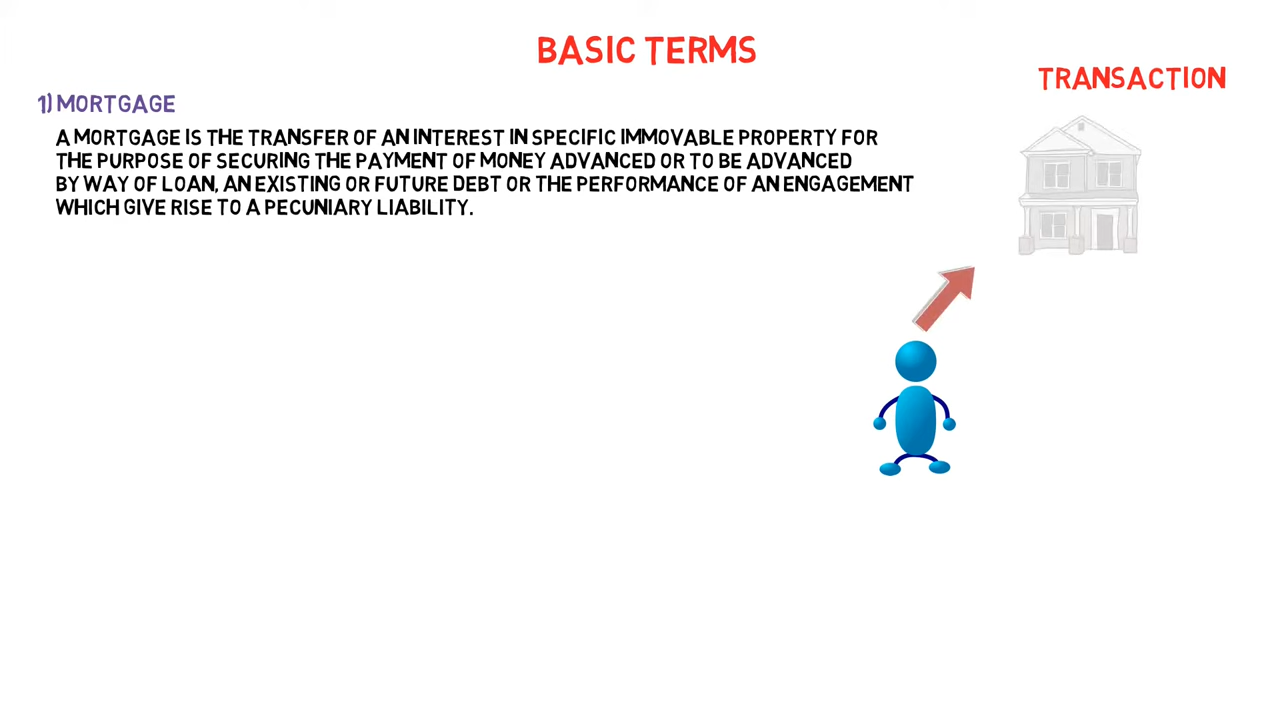 BASIC TERMS
TRANSACTION
1) MORTGAGE
A MORTGAGE IS THE TRANSFER OF AN INTEREST IN SPECIFIC IMMOVABLE PROPERTY FOR
THE PURPOSE OF SECURING THE PAYMENT OF MONEY ADVANCED OR TO BE ADVANCED
BY WAY OF LOAN, AN EXISTING OR FUTURE DEBT OR THE PERFORMANCE OF AN ENGAGEMENT
WHICH GIVE RISE TO A PECUNIARY LIABILITY.